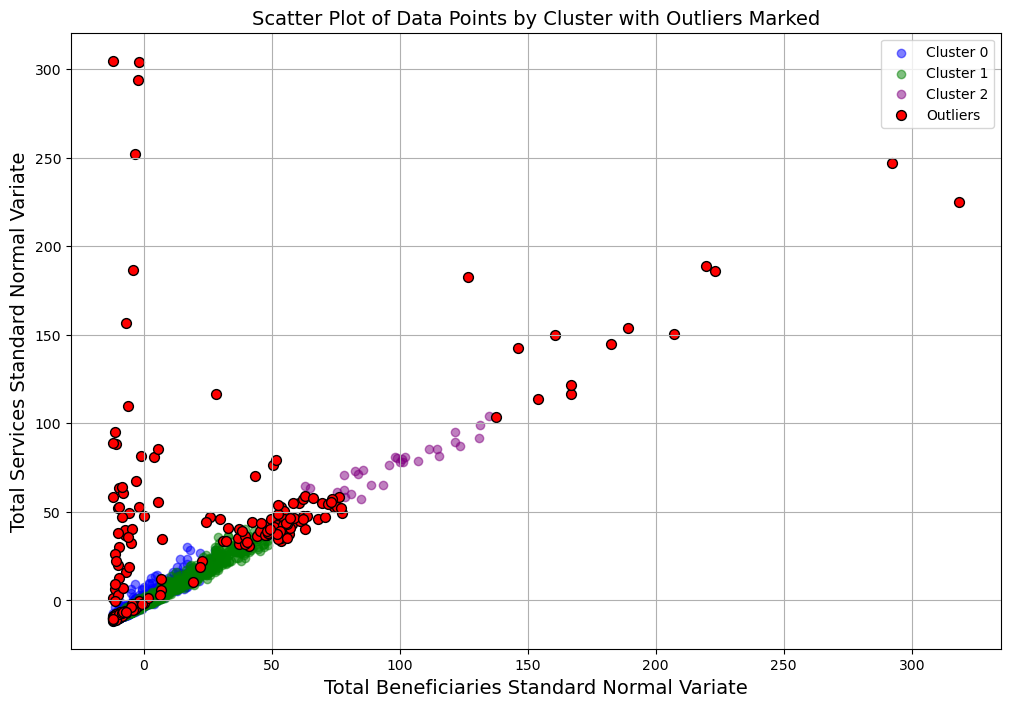 Scatter Plot of Data Points by Cluster with Outliers Marked
Cluster 0
Cluster 1
Cluster 2
Outliers
Total Services Standard Normal Variate
300
250
200
150
100
50
0
0 50 100 150 200 250 300
Total Beneficiaries Standard Normal Variate